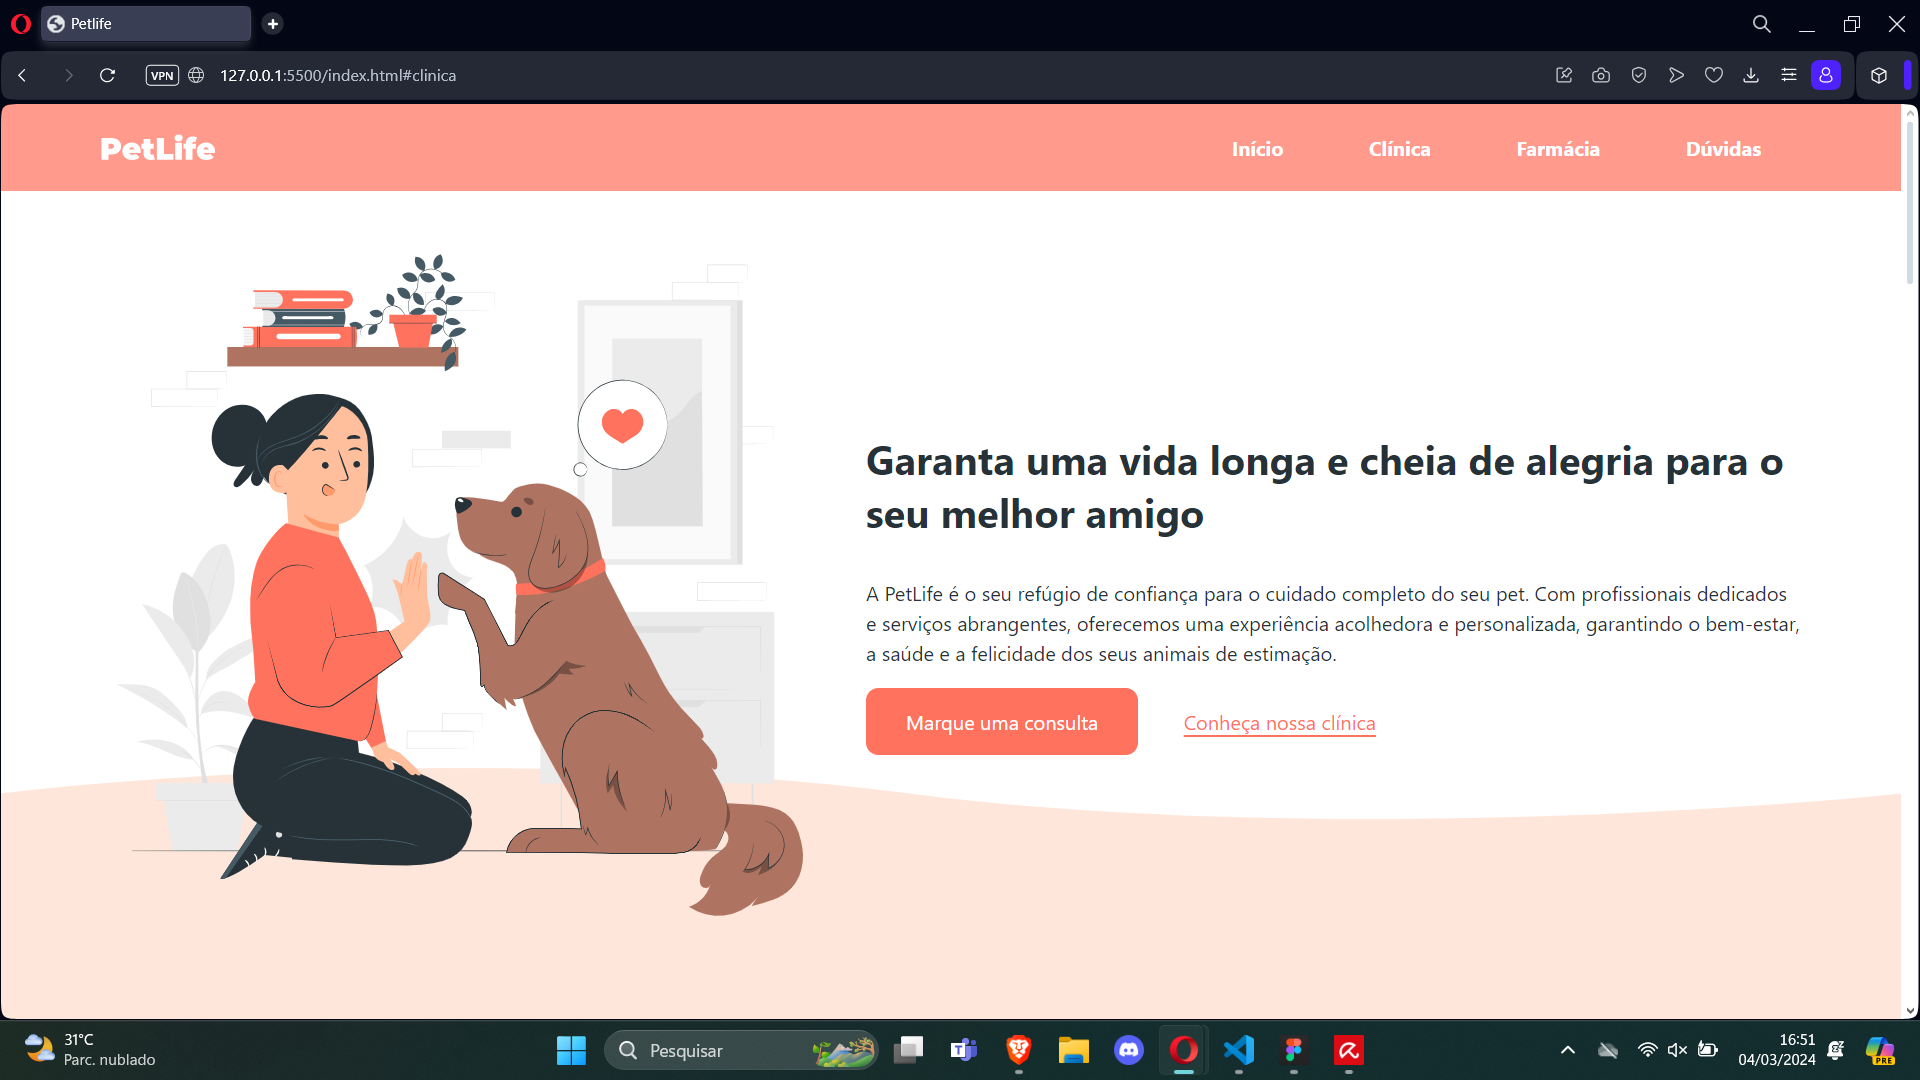 Petlife
VPN
127.0.0.1:5500/index.html#clinica
PetLife
Início
Clínica
Farmácia
Dúvidas
Garanta uma vida longa e cheia de alegria para o
seu melhor amigo
A PetLife é o seu refúgio de confiança para o cuidado completo do seu pet. Com profissionais dedicados
e serviços abrangentes, oferecemos uma experiência acolhedora e personalizada, garantindo o bem-estar,
a saúde e a felicidade dos seus animais de estimação.
Marque uma consulta
Conheça nossa clínica
31°C
Parc. nublado
Pesquisar
16:51
04/03/2024
PRE